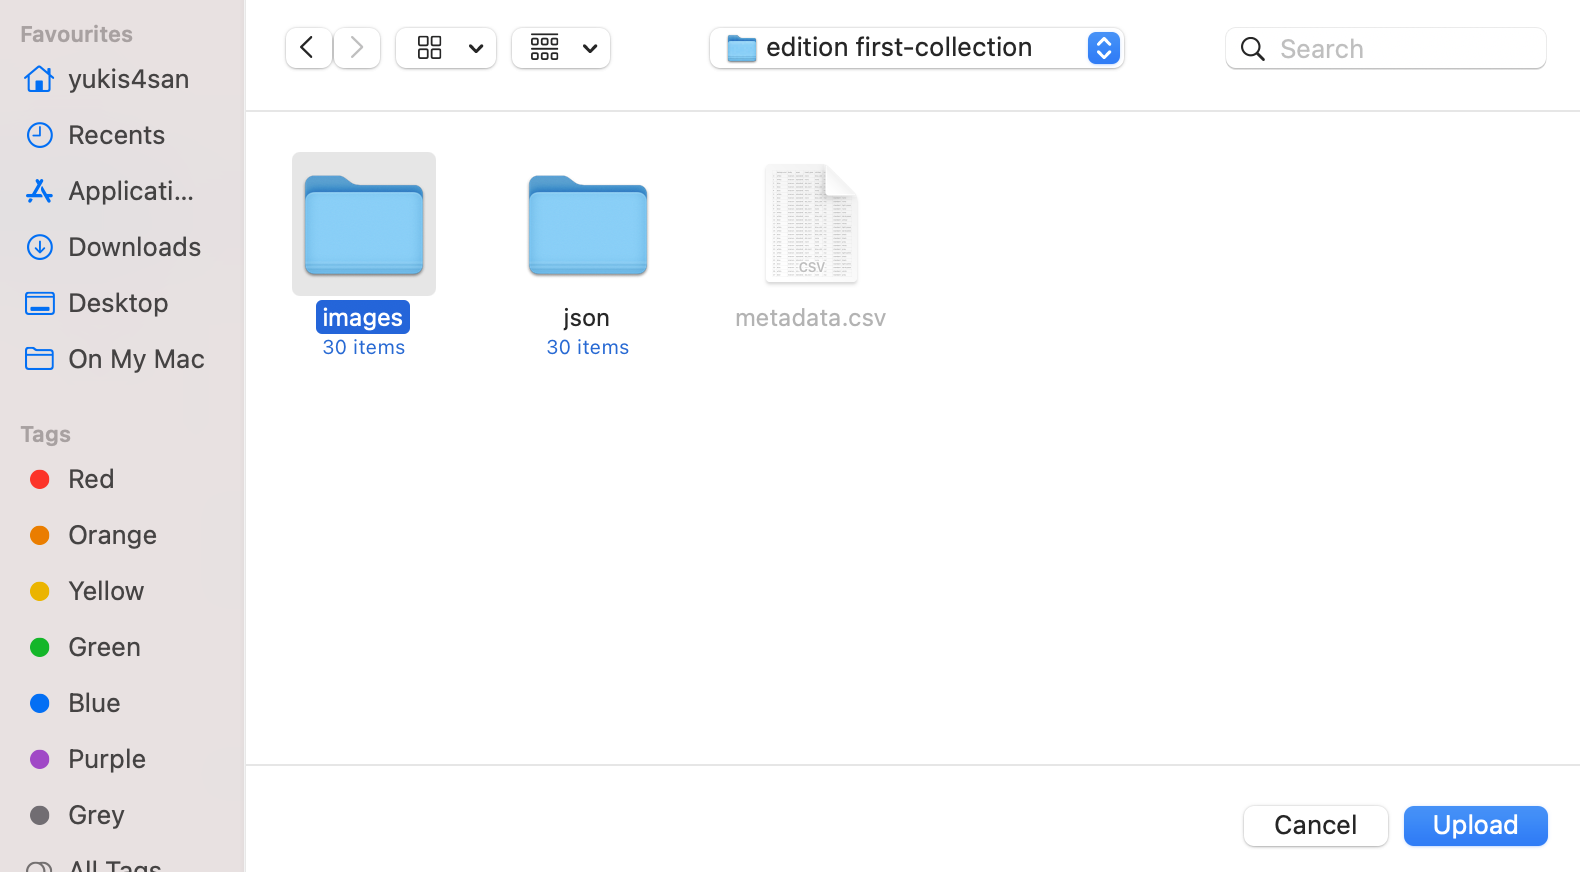 Favourites
yukis4san
Recents
Applicati...
Downloads
Desktop
On My Mac
Tags
Red
Orange
Yellow
Green
Blue
Purple
Grey
All Tags
edition first-collection
Search
images
30 items
json
30 items
CSV
metadata.csv
Cancel
Upload